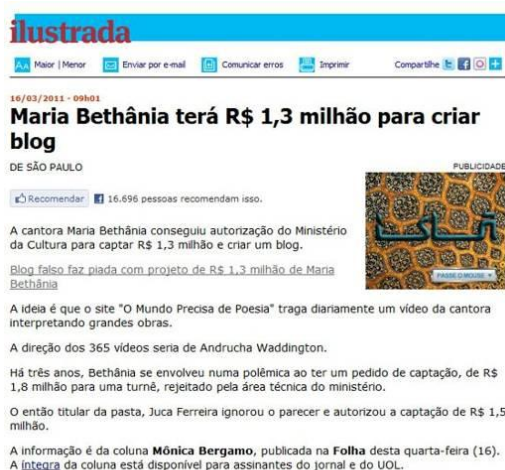 ilustrada
Maior | Menor
Enviar por e-mail
Comunicar erros
Imprimir
Compartilhe
16/03/2011 - 09h01
Maria Bethânia terá R$ 1,3 milhão para criar
blog
DE SÃO PAULO
PUBLICIDADE
Recomendar
16.696 pessoas recomendam isso.
A cantora Maria Bethânia conseguiu autorização do Ministério
da Cultura para captar R$ 1,3 milhão e criar um blog.
PASSE O MOUSE
Blog falso faz piada com projeto de R$ 1,3 milhão de Maria
Bethânia
A ideia é que o site "O Mundo Precisa de Poesia" traga diariamente um vídeo da cantora
interpretando grandes obras.
A direção dos 365 vídeos seria de Andrucha Waddington.
Há três anos, Bethânia se envolveu numa polêmica ao ter um pedido de captação, de R$
1,8 milhão para uma turnê, rejeitado pela área técnica do ministério.
O então titular da pasta, Juca Ferreira ignorou o parecer e autorizou a captação de R$ 1,5
milhão.
A informação é da coluna Mônica Bergamo, publicada na Folha desta quarta-feira (16).
A íntegra da coluna está disponível para assinantes do jornal e do UOL.